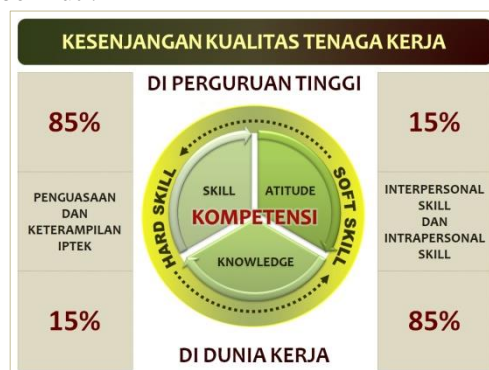 KESENJANGAN KUALITAS TENAGA KERJA
DI PERGURUAN TINGGI
85%
PENGUASAAN
DAN
KETERAMPILAN
IPTEK
15%
HARD SKILL
SKILL
ATITUDE
KOMPETENSI
KNOWLEDGE
SOFT SKILL
15%
INTERPERSONAL
SKILL
DAN
INTRAPERSONAL
SKILL
85%
DI DUNIA KERJA